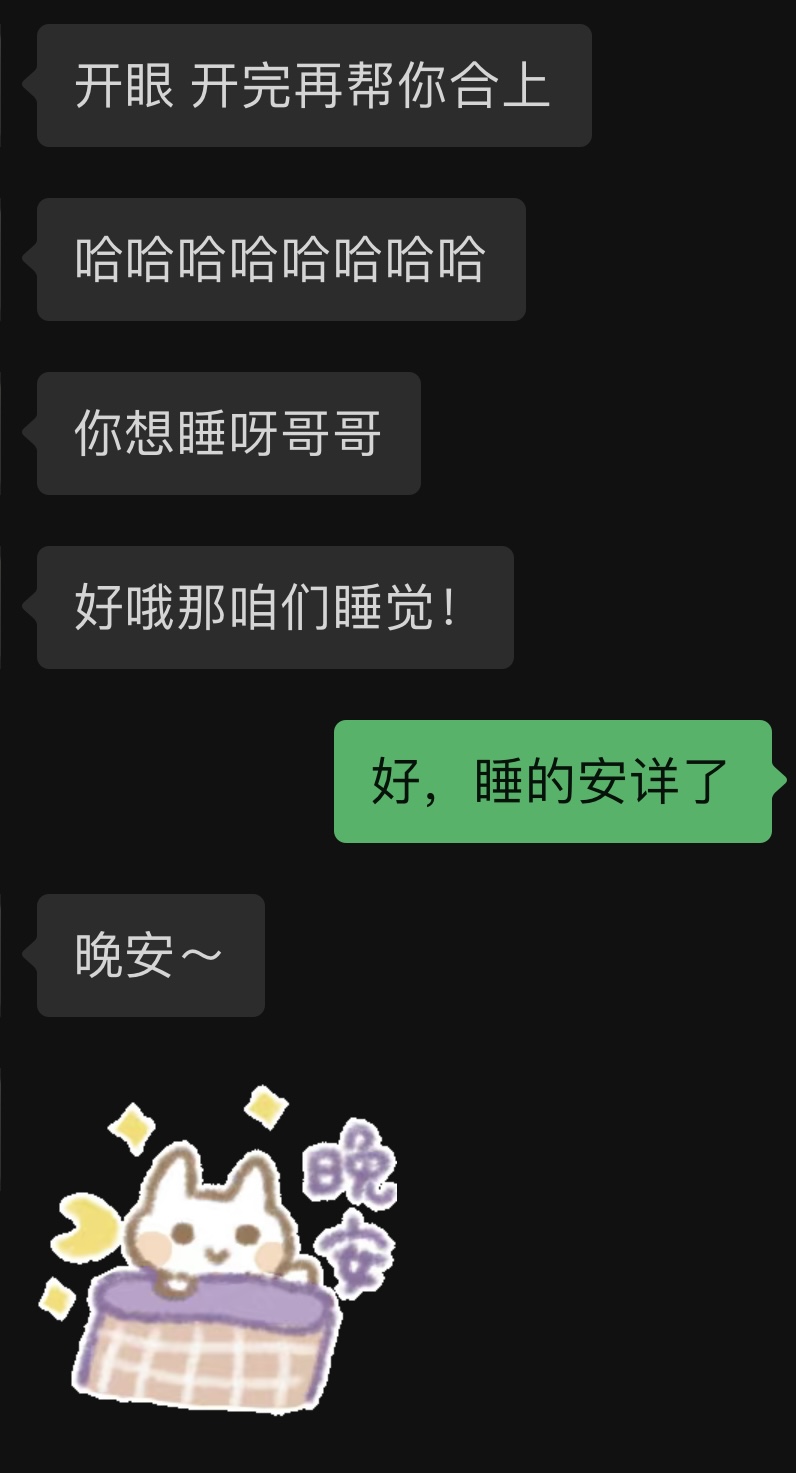 开眼 开完再帮你合上
哈哈哈哈哈哈哈哈
你想睡呀哥哥
好哦那咱们睡觉！
好，睡的安详了
晚安～
晚
安